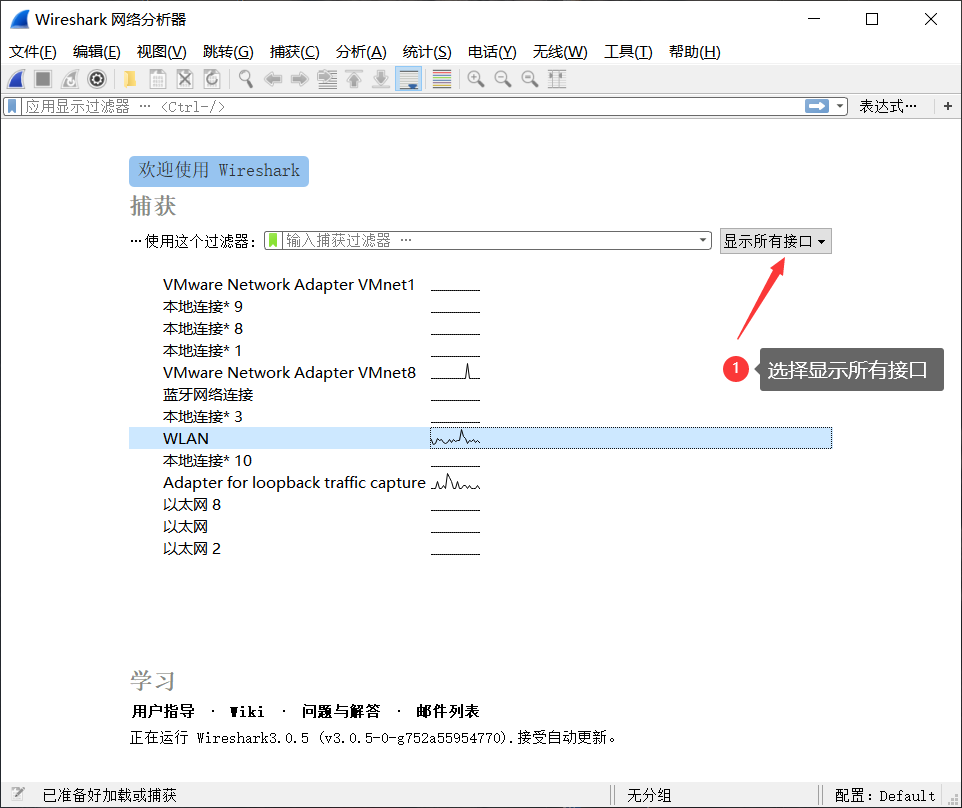 Wireshark 网络分析器
文件(F) 编辑(E) 视图(V) 跳转(G) 捕获(C) 分析(A) 统计(S) 电话(Y) 无线(W) 工具(T) 帮助(H)
应用显示过滤器 … <Ctrl-/> 表达式… +
欢迎使用 Wireshark
捕获
…使用这个过滤器: 输入捕获过滤器 … 显示所有接口
VMware Network Adapter VMnet1
本地连接* 9
本地连接* 8
本地连接* 1
1 选择显示所有接口
VMware Network Adapter VMnet8
蓝牙网络连接
本地连接* 3
WLAN
本地连接* 10
Adapter for loopback traffic capture
以太网 8
以太网
以太网 2
学习
用户指导 · Wiki · 问题与解答 · 邮件列表
正在运行 Wireshark3.0.5 (v3.0.5-0-g752a55954770).接受自动更新。
已准备好加载或捕获 无分组 配置：Default